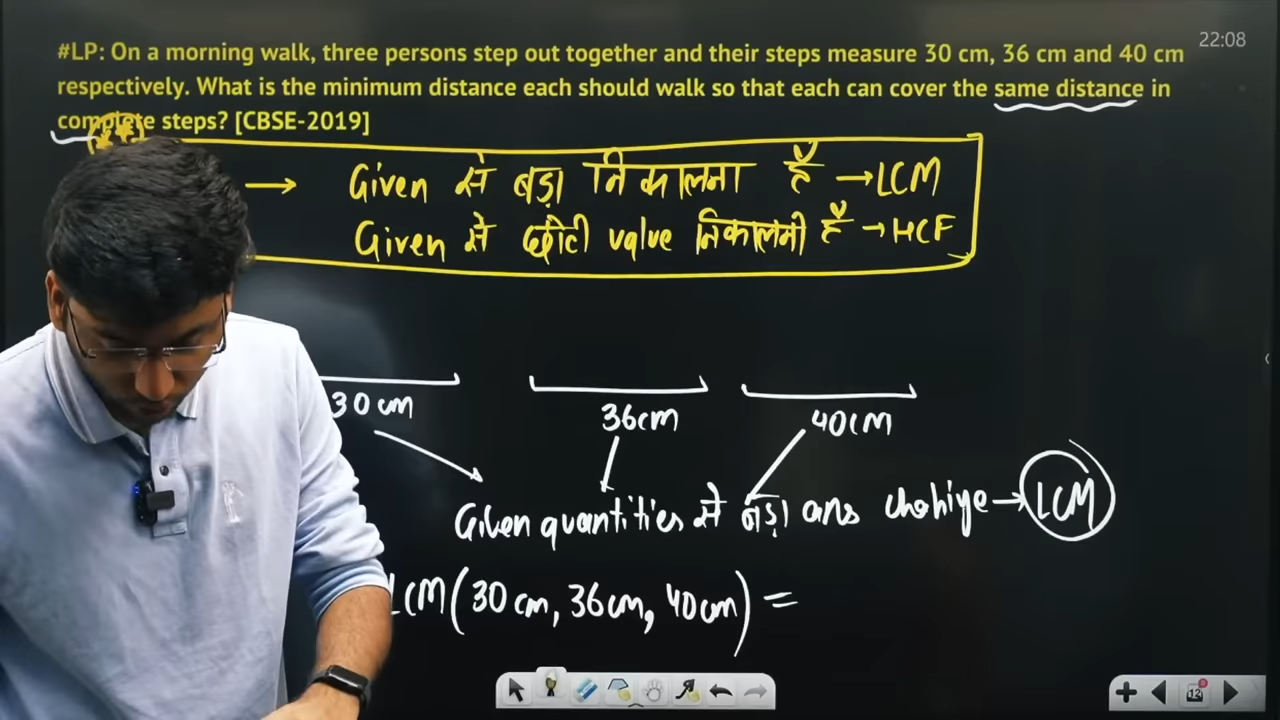 22:08
#LP: On a morning walk, three persons step out together and their steps measure 30 cm, 36 cm and 40 cm
respectively. What is the minimum distance each should walk so that each can cover the same distance in
complete steps? [CBSE-2019]
→ Given से बड़ा निकालना है → LCM
Given से छोटी value निकालनी है → HCF
30 cm 36cm 40cm
Given quantities से बड़ा ans chahiye → LCM
LCM (30 cm, 36 cm, 40 cm) =
12